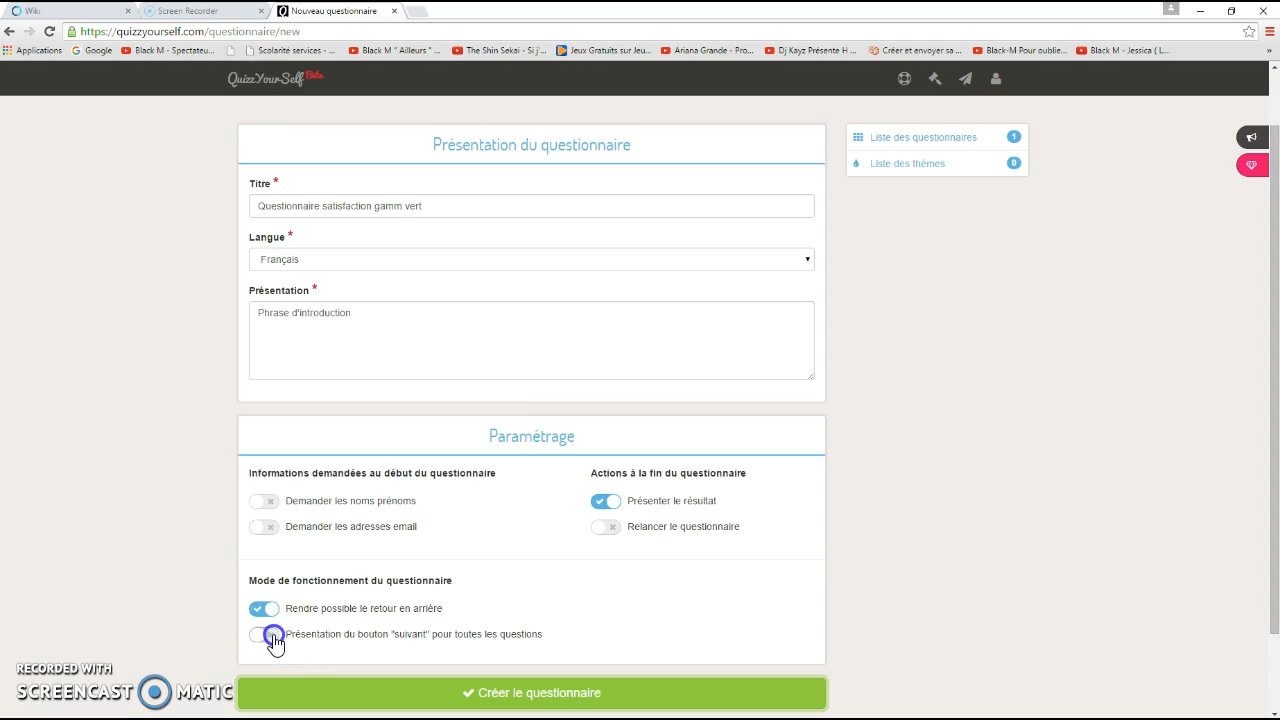 Wiki
Screen Recorder
Nouveau questionnaire
https://quizzyourself.com/questionnaire/new
Applications
Google
Black M - Spectateu...
Scolarité services - ...
Black M " Ailleurs " ...
The Shin Sekaï - Si j'...
Jeux Gratuits sur Jeu...
Ariana Grande - Pro...
Dj Kayz Présente H ...
Créer et envoyer sa ...
Black-M Pour oublie...
Black M - Jessica ( L...
QuizzYourSelf Beta
Présentation du questionnaire
Titre *
Questionnaire satisfaction gamm vert
Langue *
Français
Présentation *
Phrase d'introduction
Liste des questionnaires 1
Liste des thèmes 0
Paramétrage
Informations demandées au début du questionnaire
Demander les noms prénoms
Demander les adresses email
Actions à la fin du questionnaire
Présenter le résultat
Relancer le questionnaire
Mode de fonctionnement du questionnaire
Rendre possible le retour en arrière
Présentation du bouton "suivant" pour toutes les questions
Créer le questionnaire
RECORDED WITH
SCREENCAST MATIC